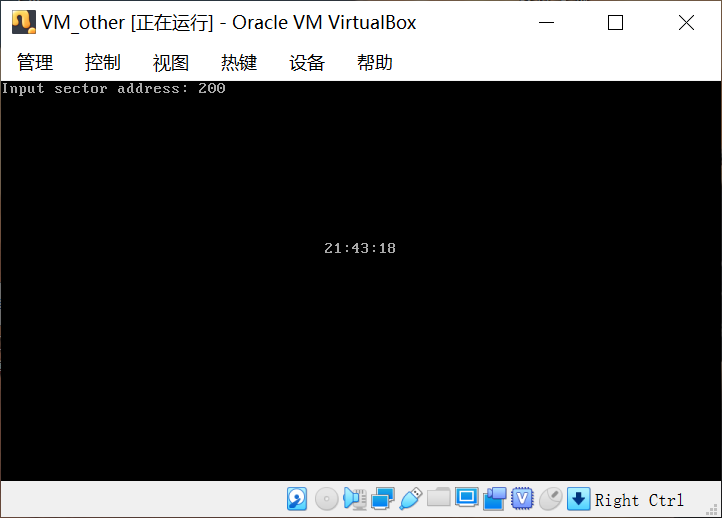 VM_other [正在运行] - Oracle VM VirtualBox
管理 控制 视图 热键 设备 帮助
Input sector address: 200
21:43:18
Right Ctrl